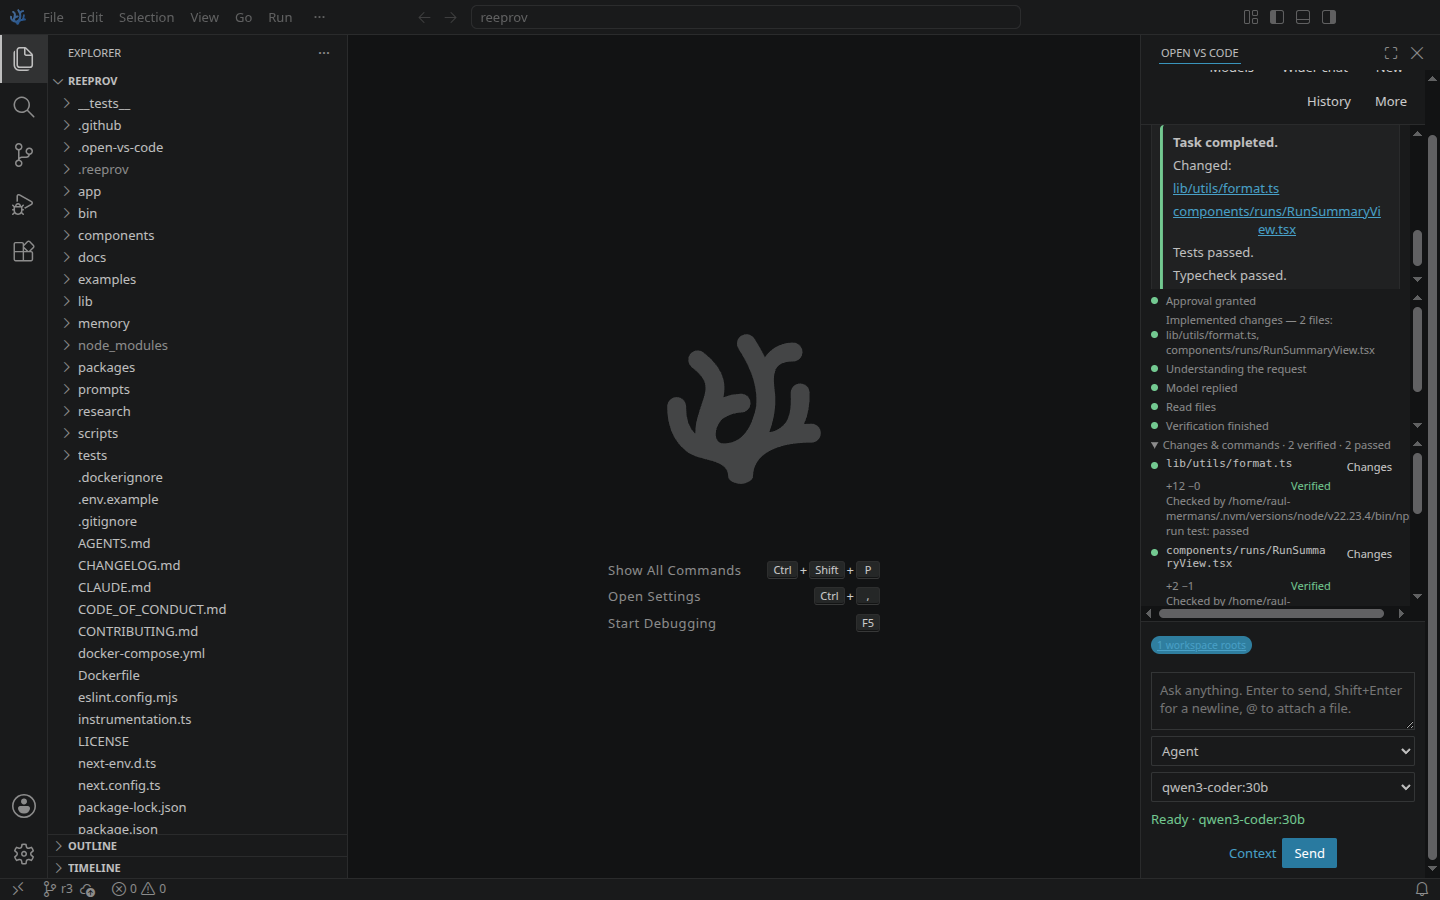 File Edit Selection View Go Run ···
reeprov
EXPLORER
REEPROV
__tests__
.github
.open-vs-code
.reeprov
app
bin
components
docs
examples
lib
memory
node_modules
packages
prompts
research
scripts
tests
.dockerignore
.env.example
.gitignore
AGENTS.md
CHANGELOG.md
CLAUDE.md
CODE_OF_CONDUCT.md
CONTRIBUTING.md
docker-compose.yml
Dockerfile
eslint.config.mjs
instrumentation.ts
LICENSE
next-env.d.ts
next.config.ts
package-lock.json
package.json
OUTLINE
TIMELINE
Show All Commands Ctrl + Shift + P
Open Settings Ctrl + ,
Start Debugging F5
OPEN VS CODE
Models Wider chat New
History More
Task completed.
Changed:
lib/utils/format.ts
components/runs/RunSummaryVi
ew.tsx
Tests passed.
Typecheck passed.
Approval granted
Implemented changes — 2 files:
lib/utils/format.ts,
components/runs/RunSummaryView.tsx
Understanding the request
Model replied
Read files
Verification finished
Changes & commands · 2 verified · 2 passed
lib/utils/format.ts Changes
+12 −0 Verified
Checked by /home/raul-
mermans/.nvm/versions/node/v22.23.4/bin/np
run test: passed
components/runs/RunSumma
ryView.tsx Changes
+2 −1 Verified
Checked by /home/raul-
1 workspace roots
Ask anything. Enter to send, Shift+Enter
for a newline, @ to attach a file.
Agent
qwen3-coder:30b
Ready · qwen3-coder:30b
Context Send
r3 0 0